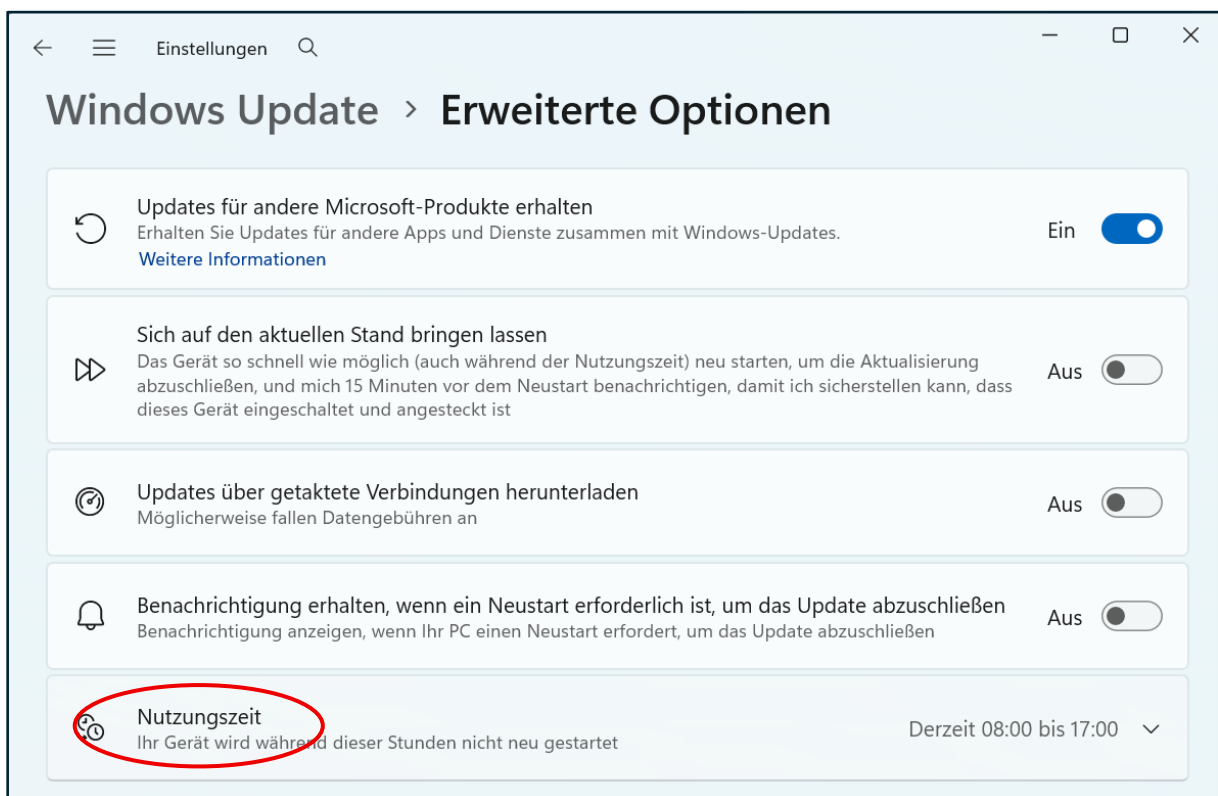 Einstellungen
Windows Update > Erweiterte Optionen
Updates für andere Microsoft-Produkte erhalten
Erhalten Sie Updates für andere Apps und Dienste zusammen mit Windows-Updates.
Weitere Informationen
Ein
Sich auf den aktuellen Stand bringen lassen
Das Gerät so schnell wie möglich (auch während der Nutzungszeit) neu starten, um die Aktualisierung
abzuschließen, und mich 15 Minuten vor dem Neustart benachrichtigen, damit ich sicherstellen kann, dass
dieses Gerät eingeschaltet und angesteckt ist
Aus
Updates über getaktete Verbindungen herunterladen
Möglicherweise fallen Datengebühren an
Aus
Benachrichtigung erhalten, wenn ein Neustart erforderlich ist, um das Update abzuschließen
Benachrichtigung anzeigen, wenn Ihr PC einen Neustart erfordert, um das Update abzuschließen
Aus
Nutzungszeit
Ihr Gerät wird während dieser Stunden nicht neu gestartet
Derzeit 08:00 bis 17:00